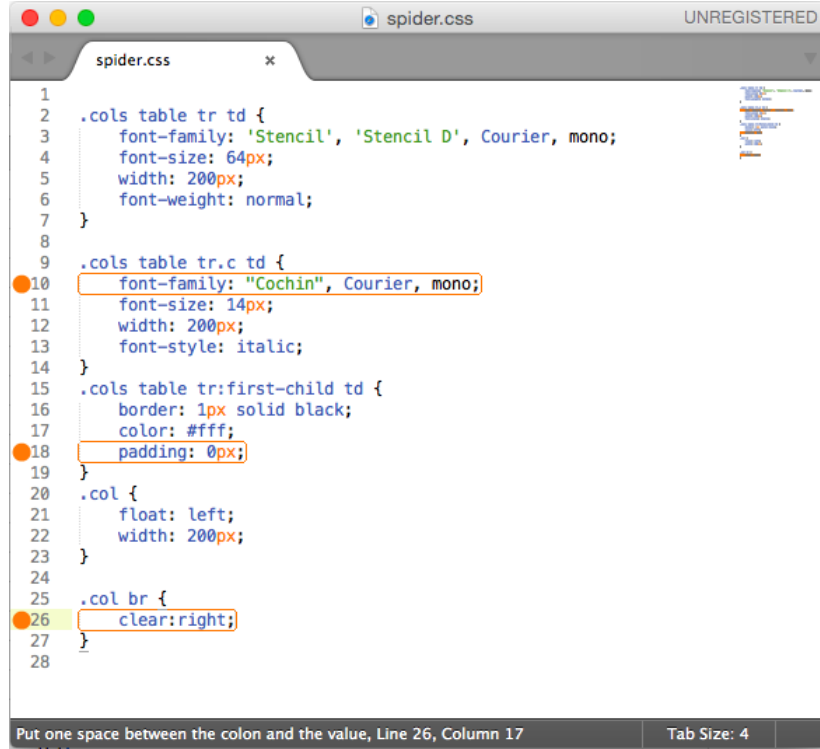 spider.css
UNREGISTERED
spider.css ×
1
2 .cols table tr td {
3 font-family: 'Stencil', 'Stencil D', Courier, mono;
4 font-size: 64px;
5 width: 200px;
6 font-weight: normal;
7 }
8
9 .cols table tr.c td {
10 font-family: "Cochin", Courier, mono;
11 font-size: 14px;
12 width: 200px;
13 font-style: italic;
14 }
15 .cols table tr:first-child td {
16 border: 1px solid black;
17 color: #fff;
18 padding: 0px;
19 }
20 .col {
21 float: left;
22 width: 200px;
23 }
24
25 .col br {
26 clear:right;
27 }
28
Put one space between the colon and the value, Line 26, Column 17
Tab Size: 4